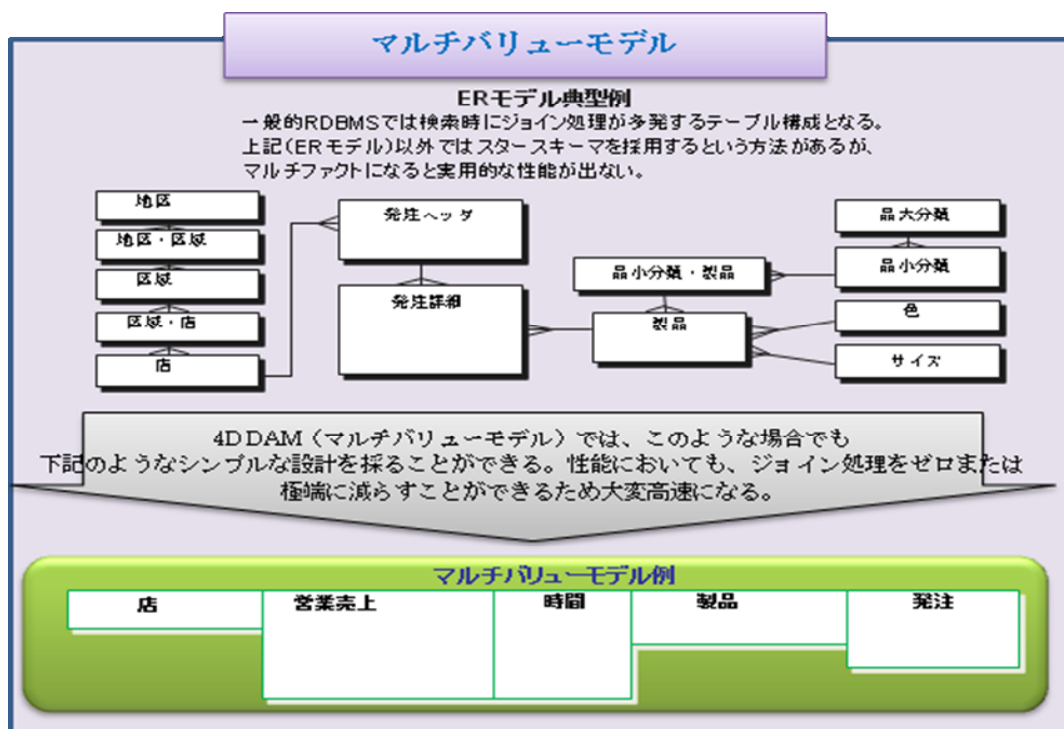 マルチバリューモデル
ERモデル典型例
一般的RDBMSでは検索時にジョイン処理が多発するテーブル構成となる。
上記(ERモデル)以外ではスタースキーマを採用するという方法があるが、
マルチファクトになると実用的な性能が出ない。
地区
地区・区域
区域
区域・店
店
発注ヘッダ
発注詳細
品小分類・製品
製品
品大分類
品小分類
色
サイズ
4DDAM(マルチバリューモデル)では、このような場合でも
下記のようなシンプルな設計を採ることができる。性能においても、ジョイン処理をゼロまたは
極端に減らすことができるため大変高速になる。
マルチバリューモデル例
店
営業売上
時間
製品
発注